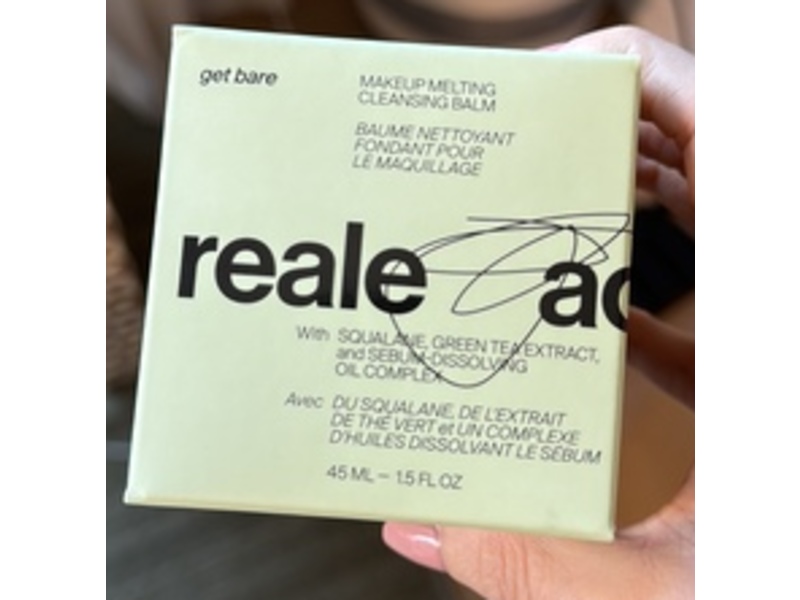 get bare
MAKEUP MELTING
CLEANSING BALM
BAUME NETTOYANT
FONDANT POUR
LE MAQUILLAGE
reale ac
With SQUALANE, GREEN TEA EXTRACT,
and SEBUM-DISSOLVING
OIL COMPLEX
Avec DU SQUALANE, DE L'EXTRAIT
DE THÉ VERT et UN COMPLEXE
D'HUILES DISSOLVANT LE SÉBUM
45 ML – 1.5 FL OZ